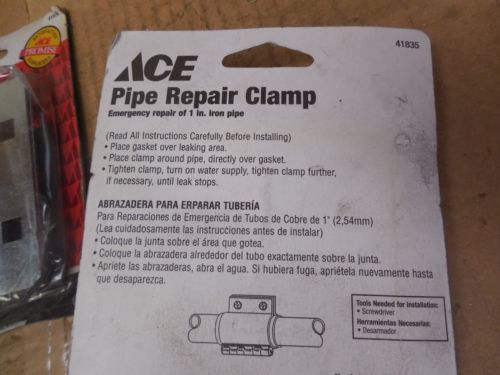 41835
ACE
Pipe Repair Clamp
Emergency repair of 1 in. iron pipe
(Read All Instructions Carefully Before Installing)
• Place gasket over leaking area.
• Place clamp around pipe, directly over gasket.
• Tighten clamp, turn on water supply, tighten clamp further,
if necessary, until leak stops.
ABRAZADERA PARA ERPARAR TUBERÍA
Para Reparaciones de Emergencia de Tubos de Cobre de 1" (2,54mm)
(Lea cuidadosamente las instrucciones antes de instalar)
• Coloque la junta sobre el área que gotea.
• Coloque la abrazadera alrededor del tubo exactamente sobre la junta.
• Apriete las abrazaderas, abra el agua. Si hubiera fuga, apriétela nuevamente hasta
que desaparezca.
Tools Needed for Installation:
• Screwdriver
Herramientas Necesarias:
• Desarmador
ACE
PROMISE